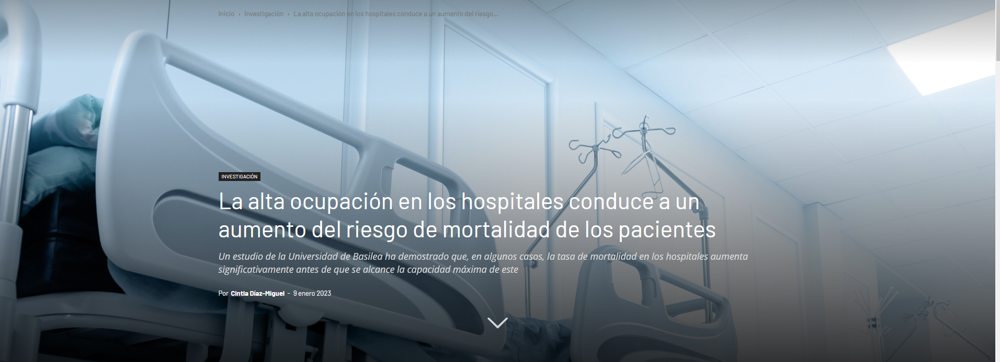 Inicio › Investigación › La alta ocupación en los hospitales conduce a un aumento del riesgo...
INVESTIGACIÓN
La alta ocupación en los hospitales conduce a un
aumento del riesgo de mortalidad de los pacientes
Un estudio de la Universidad de Basilea ha demostrado que, en algunos casos, la tasa de mortalidad en los hospitales aumenta
significativamente antes de que se alcance la capacidad máxima de este
Por Cintia Díaz-Miguel - 9 enero 2023